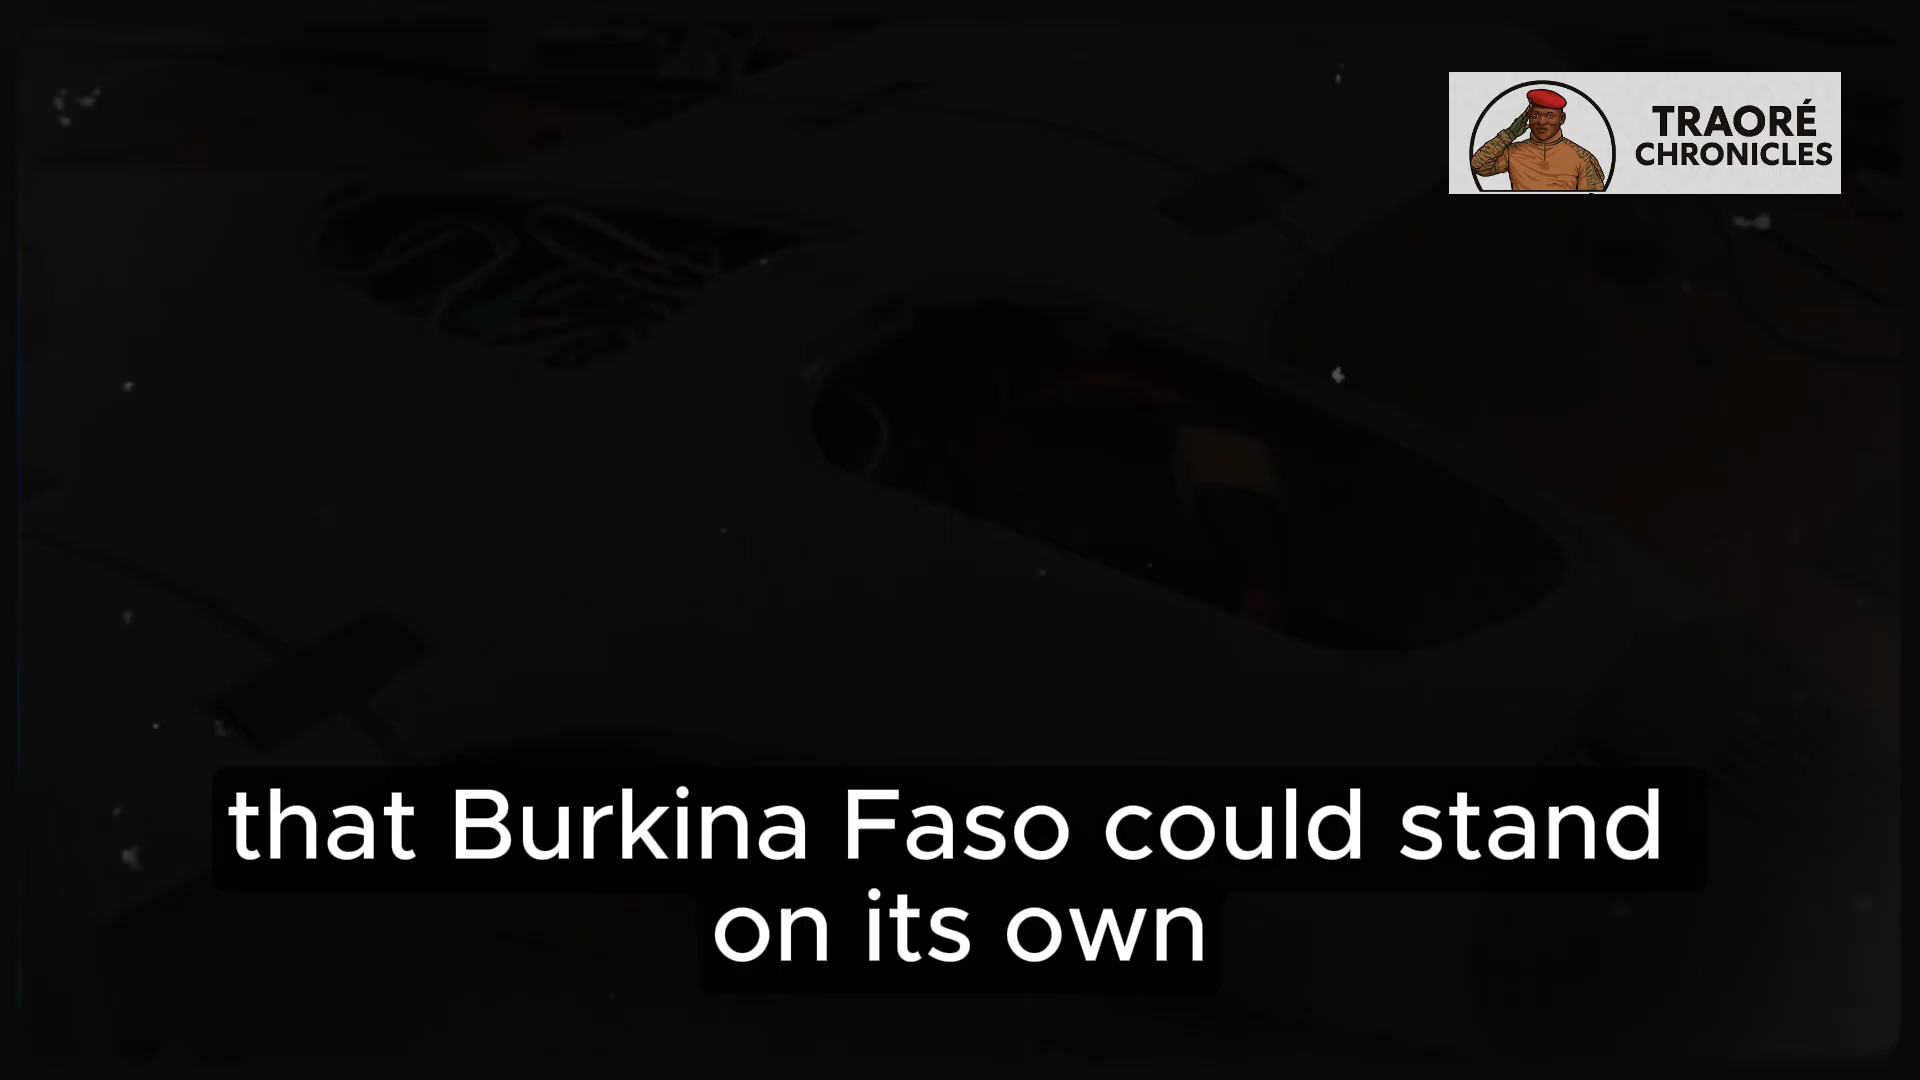 TRAORÉ
CHRONICLES
that Burkina Faso could stand
on its own